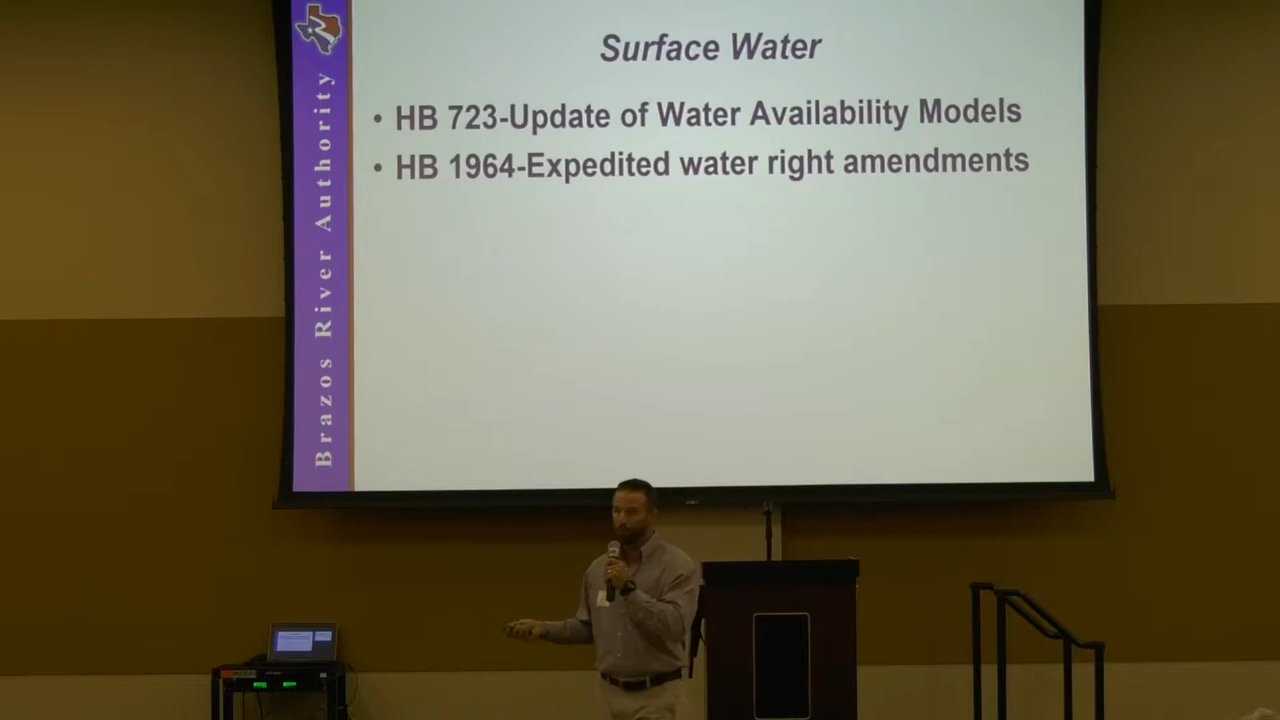 Surface Water
• HB 723-Update of Water Availability Models
• HB 1964-Expedited water right amendments
Brazos River Authority